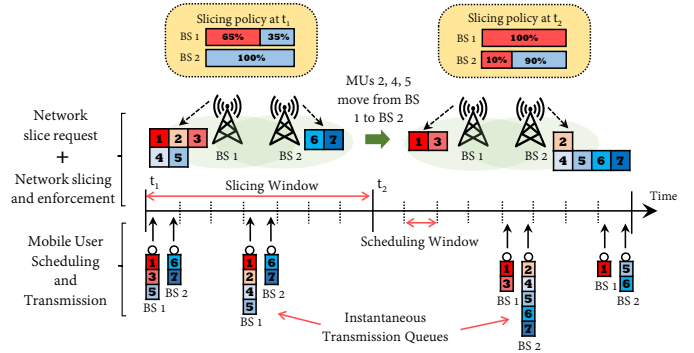 Slicing policy at t1
BS 1 65% 35%
BS 2 100%
Slicing policy at t2
BS 1 100%
BS 2 10% 90%
MUs 2, 4, 5
move from BS
1 to BS 2
Network
slice request
+
Network slicing
and enforcement
1 2 3
4 5
BS 1
BS 2
6 7
1 3
BS 1
BS 2
2
4 5 6 7
t1
Slicing Window
t2
Time
Scheduling Window
Mobile User
Scheduling
and
Transmission
1
3
5
BS 1
6
7
BS 2
1
2
4
5
BS 1
6
7
BS 2
Instantaneous
Transmission Queues
1
3
BS 1
2
4
5
6
7
BS 2
1
BS 1
5
6
BS 2